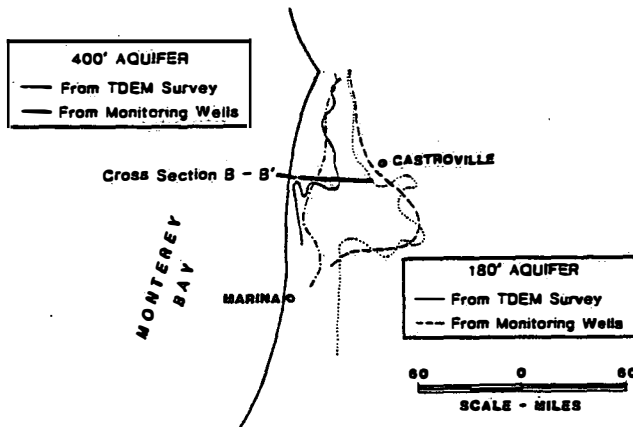 400' AQUIFER
From TDEM Survey
From Monitoring Wells
CASTROVILLE
Cross Section B - B'
MONTEREY
BAY
MARINA
180' AQUIFER
From TDEM Survey
From Monitoring Wells
60 0 60
SCALE - MILES